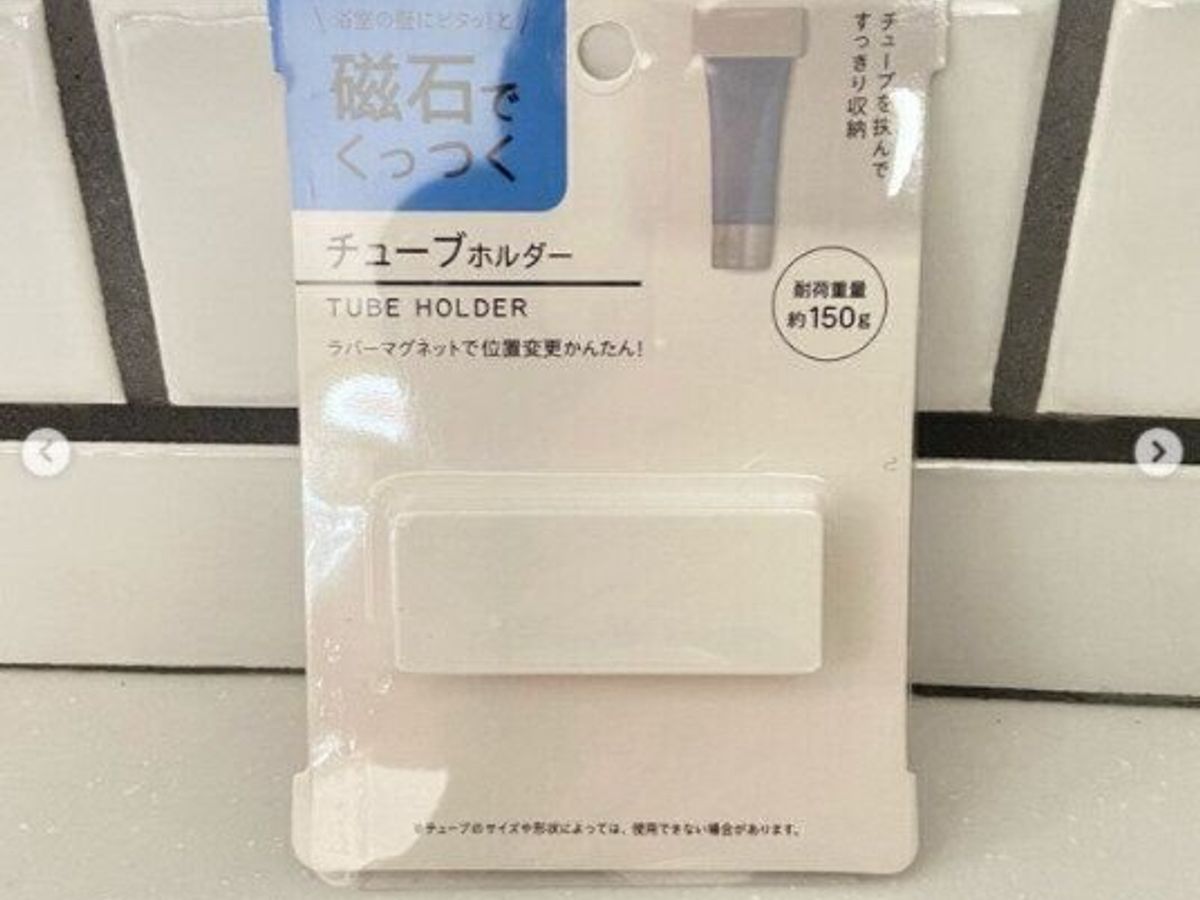 浴室の壁にピタッと
磁石で
くっつく
チューブを挟んで
すっきり収納
チューブホルダー
TUBE HOLDER
ラバーマグネットで位置変更かんたん!
耐荷重量
約150g
※チューブのサイズや形状によっては、使用できない場合があります。